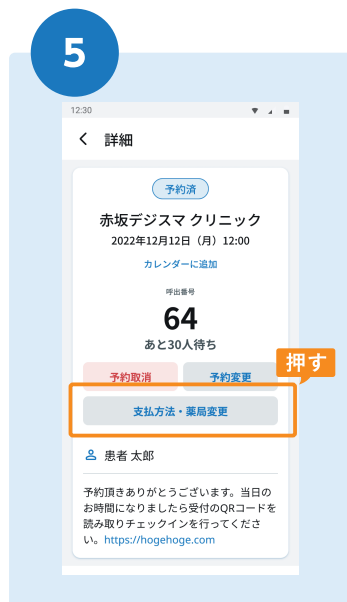 5
12:30
詳細
予約済
赤坂デジスマ クリニック
2022年12月12日（月）12:00
カレンダーに追加
呼出番号
64
あと30人待ち
押す
予約取消
予約変更
支払方法・薬局変更
患者 太郎
予約頂きありがとうございます。当日の
お時間になりましたら受付のQRコードを
読み取りチェックインを行ってくださ
い。https://hogehoge.com